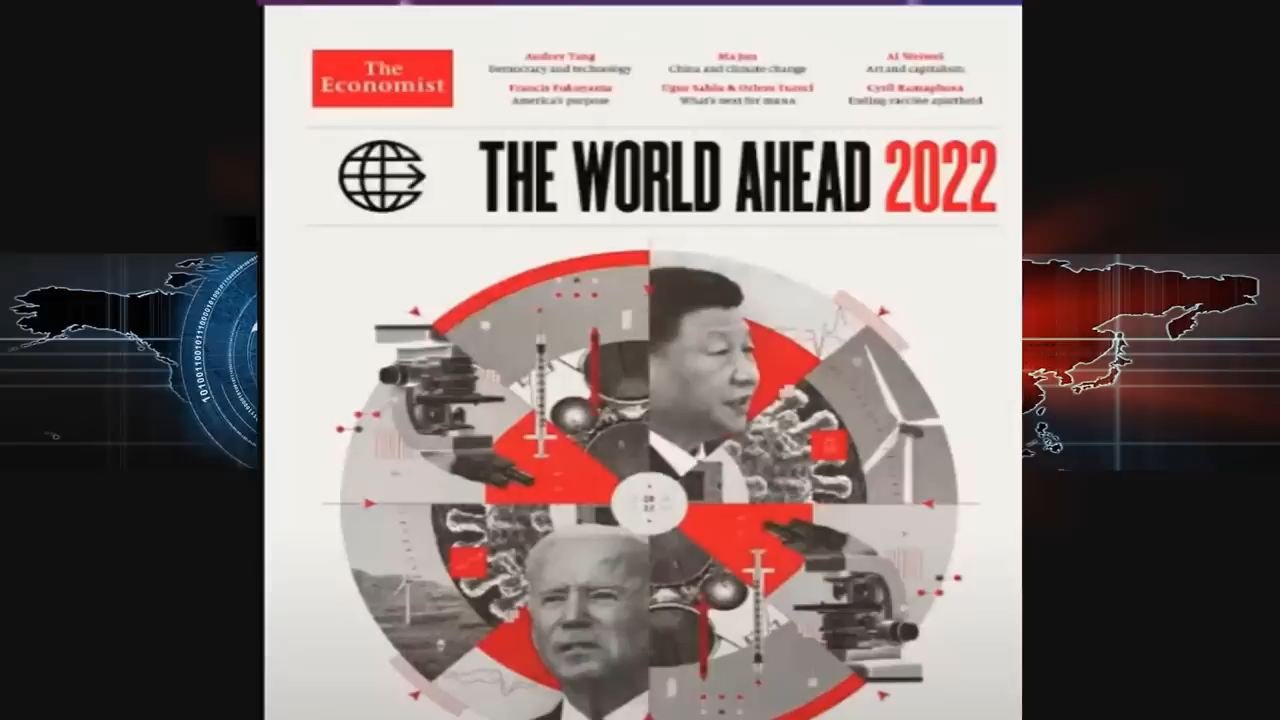 The
Economist
Audrey Tang
Democracy and technology
Francis Fukuyama
America's purpose
Ma Jun
China and climate change
Ugur Sahin & Ozlem Tureci
What's next for mRNA
Ai Weiwei
Art and capitalism
Cyril Ramaphosa
Ending vaccine apartheid
THE WORLD AHEAD 2022